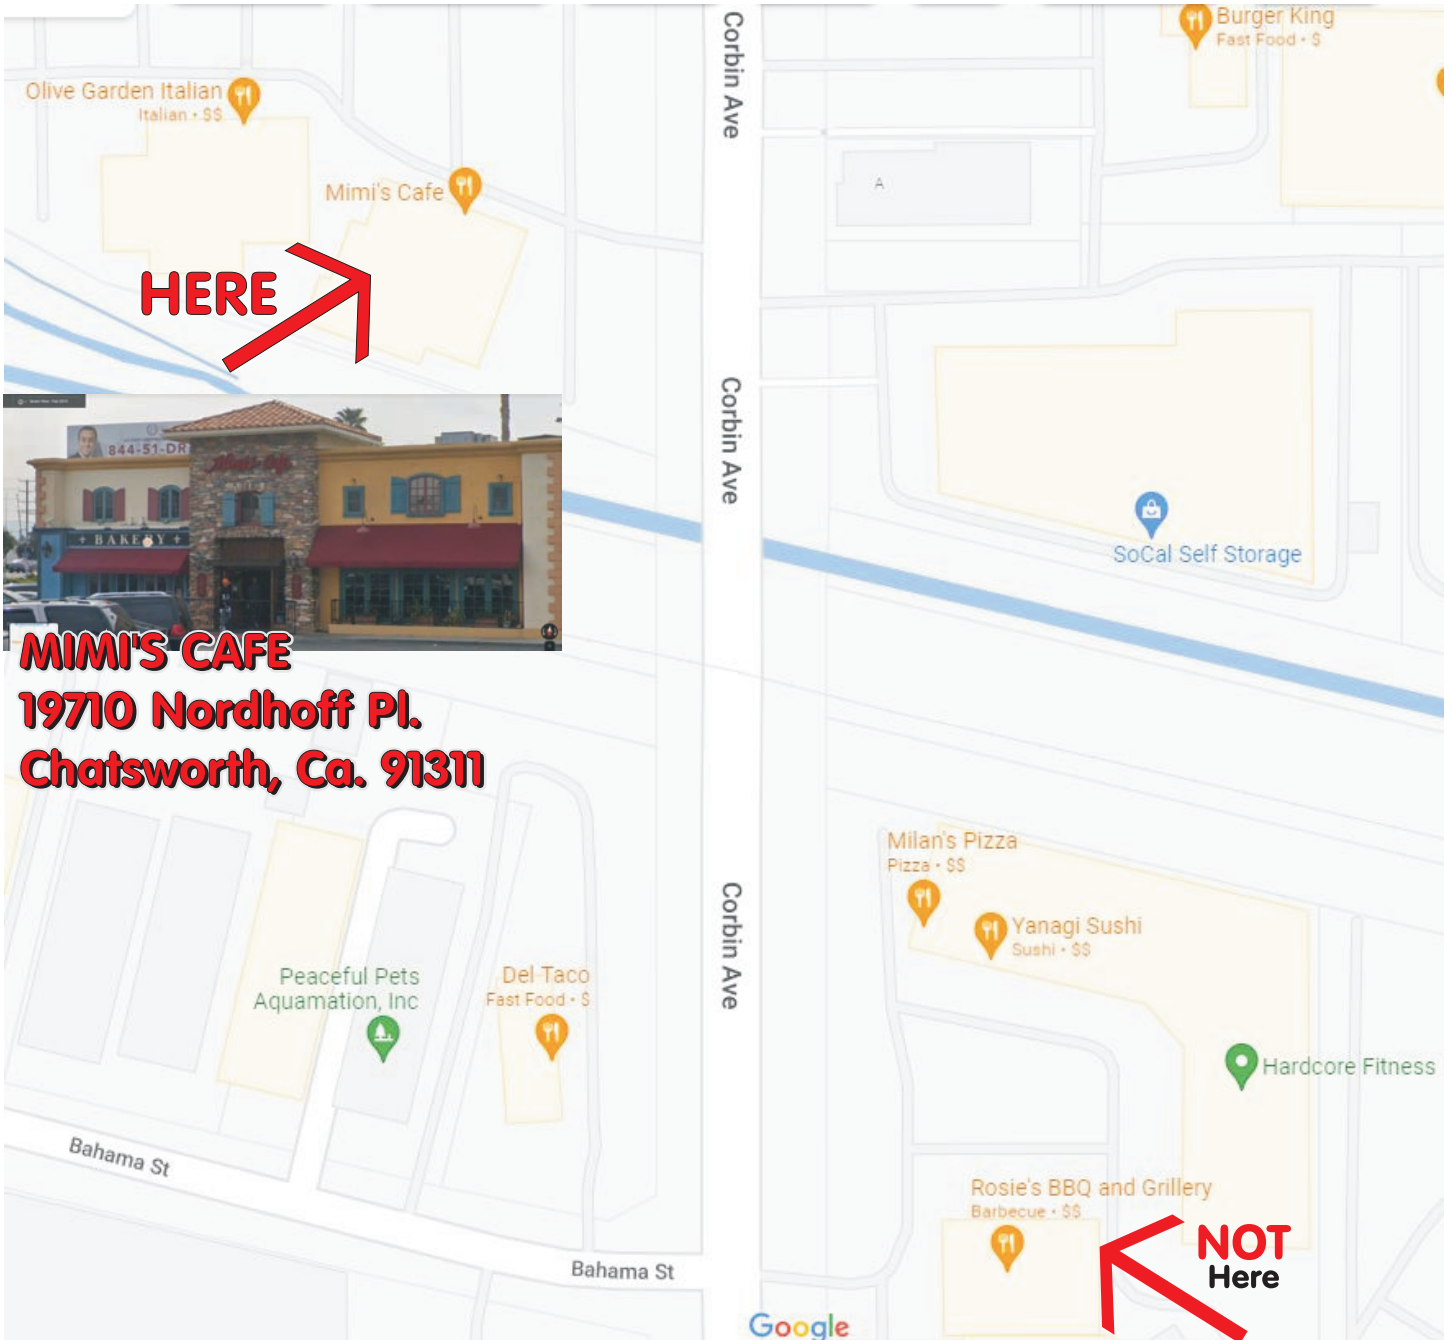 Corbin Ave
Burger King
Fast Food • $
Olive Garden Italian
Italian • $$
Mimi's Cafe
A
HERE
Corbin Ave
844-51-DR
BAKERY
SoCal Self Storage
MIMI'S CAFE
19710 Nordhoff Pl.
Chatsworth, Ca. 91311
Milan's Pizza
Pizza • $$
Yanagi Sushi
Sushi • $$
Corbin Ave
Peaceful Pets
Aquamation, Inc
Del Taco
Fast Food • $
Hardcore Fitness
Bahama St
Rosie's BBQ and Grillery
Barbecue • $$
NOT
Here
Bahama St
Google